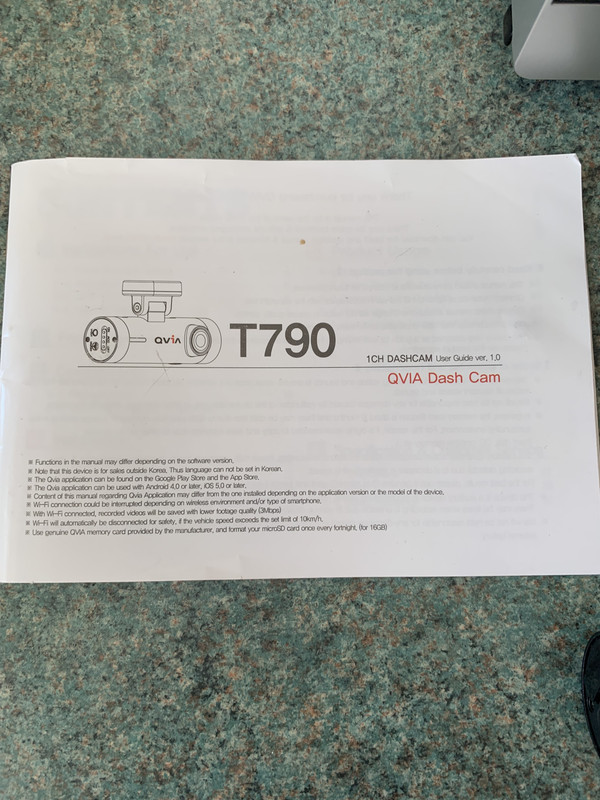 QVIA
T790
1CH DASHCAM User Guide ver, 1.0
QVIA Dash Cam
※ Functions in the manual may differ depending on the software version.
※ Note that this device is for sales outside Korea. Thus language can not be set in Korean.
※ The Qvia application can be found on the Google Play Store and the App Store.
※ The Qvia application can be used with Android 4.0 or later, iOS 5.0 or later.
※ Content of this manual regarding Qvia Application may differ from the one installed depending on the application version or the model of the device.
※ Wi-Fi connection could be interrupted depending on wireless environment and/or type of smartphone.
※ With Wi-Fi connected, recorded videos will be saved with lower footage quality (3Mbps)
※ Wi-Fi will automatically be disconnected for safety, if the vehicle speed exceeds the set limit of 10km/h.
※ Use genuine QVIA memory card provided by the manufacturer, and format your microSD card once every fortnight. (for 16GB)